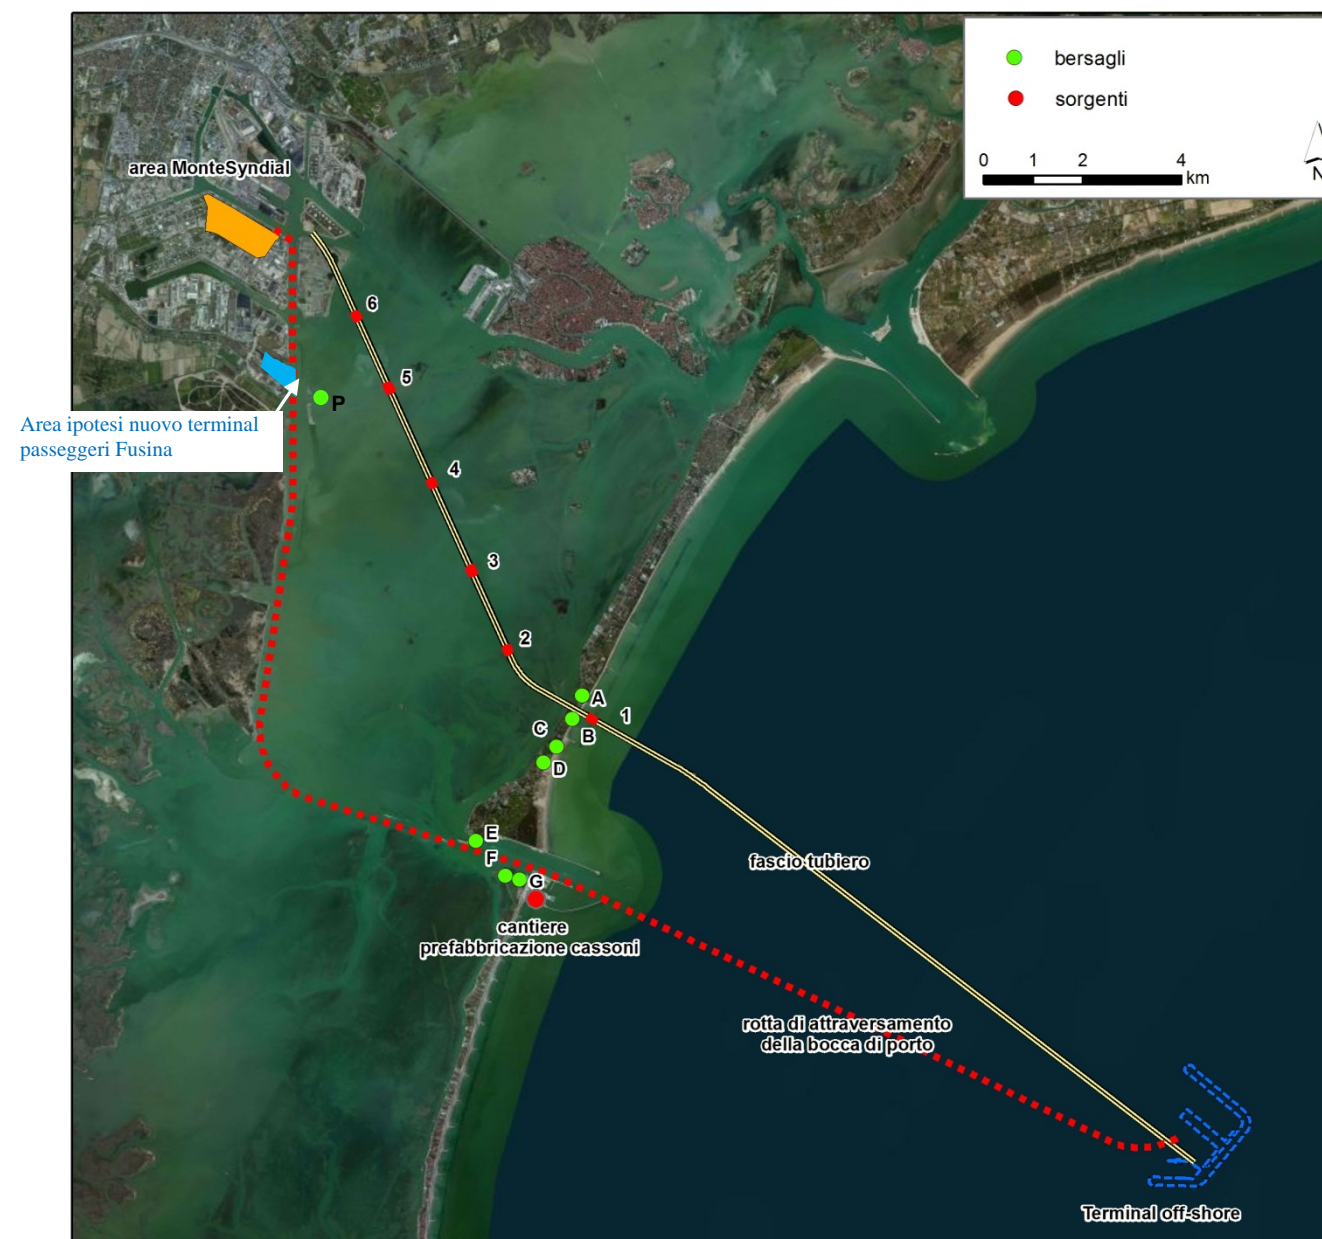 bersagli
sorgenti
0 1 2 4
km
N
area MonteSyndial
6
5
P
Area ipotesi nuovo terminal
passeggeri Fusina
4
3
2
A
1
B
C
D
E
F
G
cantiere
prefabbricazione cassoni
fascio tubiero
rotta di attraversamento
della bocca di porto
Terminal off-shore